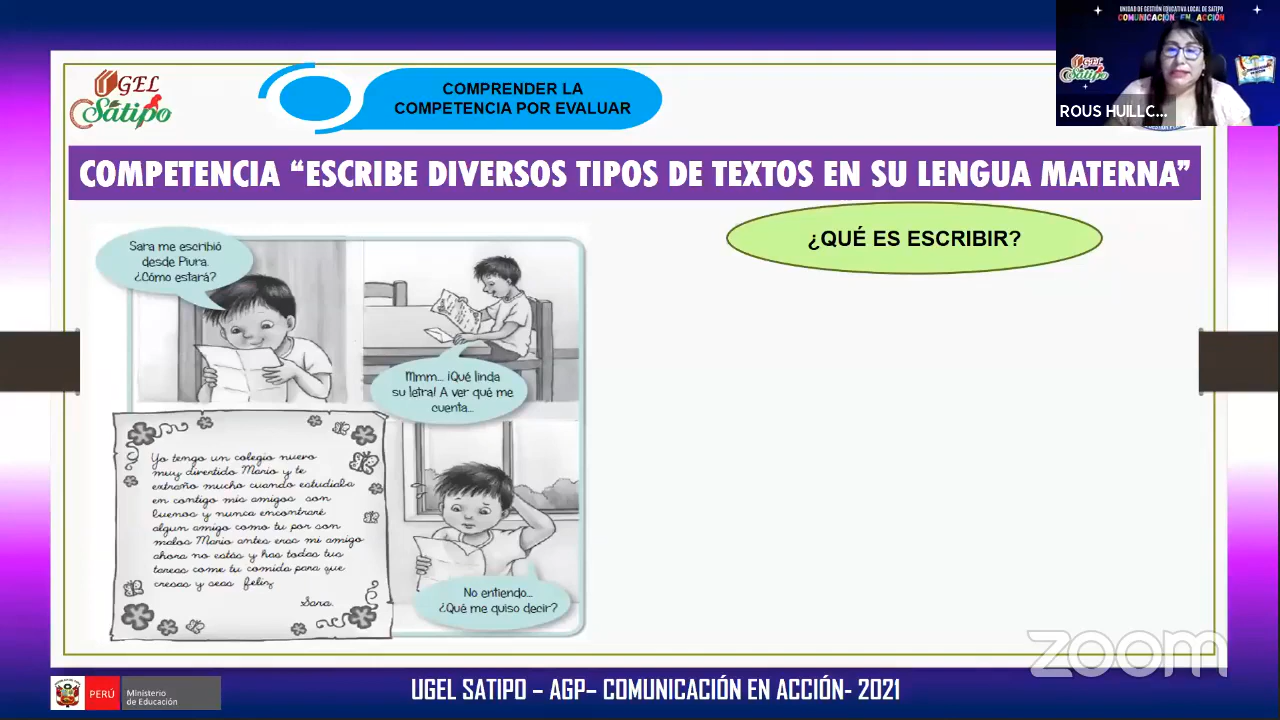 UGEL
Satipo
COMPRENDER LA
COMPETENCIA POR EVALUAR
UNIDAD DE GESTIÓN EDUCATIVA LOCAL DE SATIPO
COMUNICACIÓN EN ACCIÓN
UGEL
Satipo
ROUS HUILLC...
COMPETENCIA “ESCRIBE DIVERSOS TIPOS DE TEXTOS EN SU LENGUA MATERNA”
Sara me escribió
desde Piura.
¿Cómo estará?
Mmm... ¡Qué linda
su letra! A ver qué me
cuenta...
Yo tengo un colegio nuevo
muy divertido Mario y te
extraño mucho cuando estudiaba
en contigo mis amigos son
buenos y nunca encontraré
algun amigo como tu por son
malos Mario antes eras mi amigo
ahora no estás y has todas tus
tareas come tu comida para que
crescas y seas feliz
Sara.
No entiendo...
¿Qué me quiso decir?
¿QUÉ ES ESCRIBIR?
zoom
PERÚ
Ministerio
de Educación
UGEL SATIPO – AGP– COMUNICACIÓN EN ACCIÓN- 2021